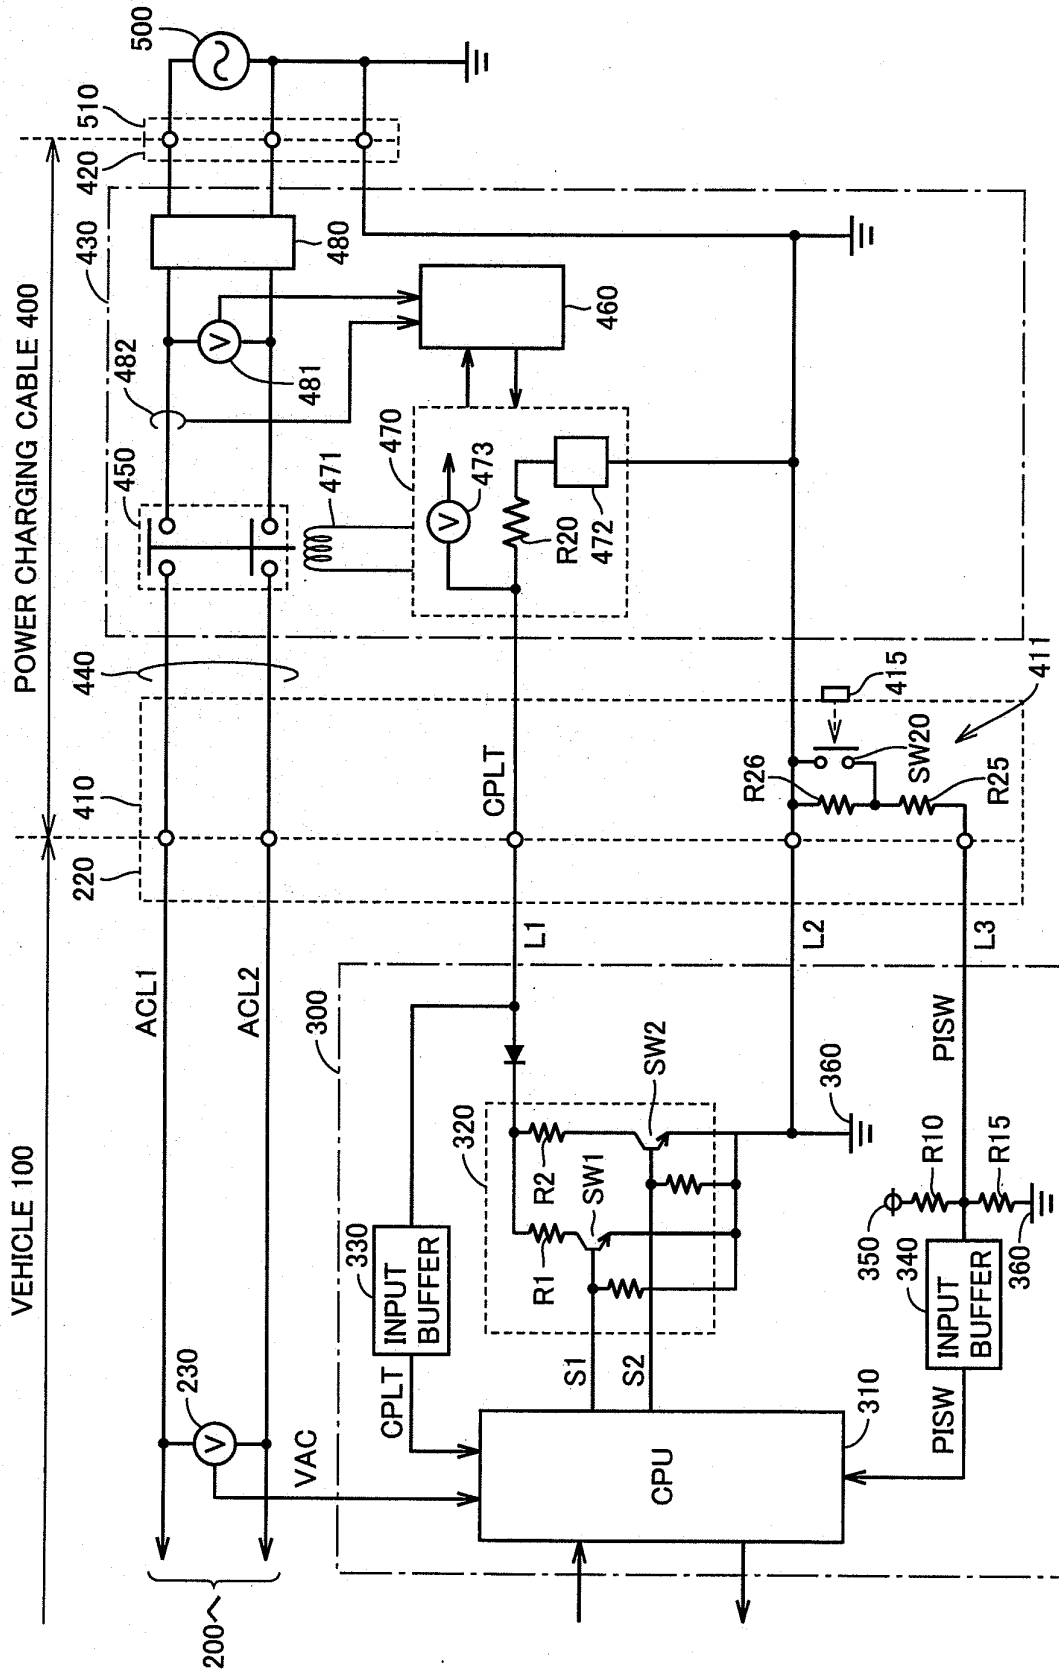 VEHICLE 100
POWER CHARGING CABLE 400
200
230
ACL1
ACL2
VAC
220
410
440
450
482
430
420
510
500
480
481
471
460
470
473
R20
472
300
330
INPUT
BUFFER
CPLT
CPLT
L1
320
R1
R2
SW1
SW2
S1
S2
CPU
310
L2
360
R26
SW20
415
411
R25
L3
PISW
350
R10
R15
340
INPUT
BUFFER
360
PISW